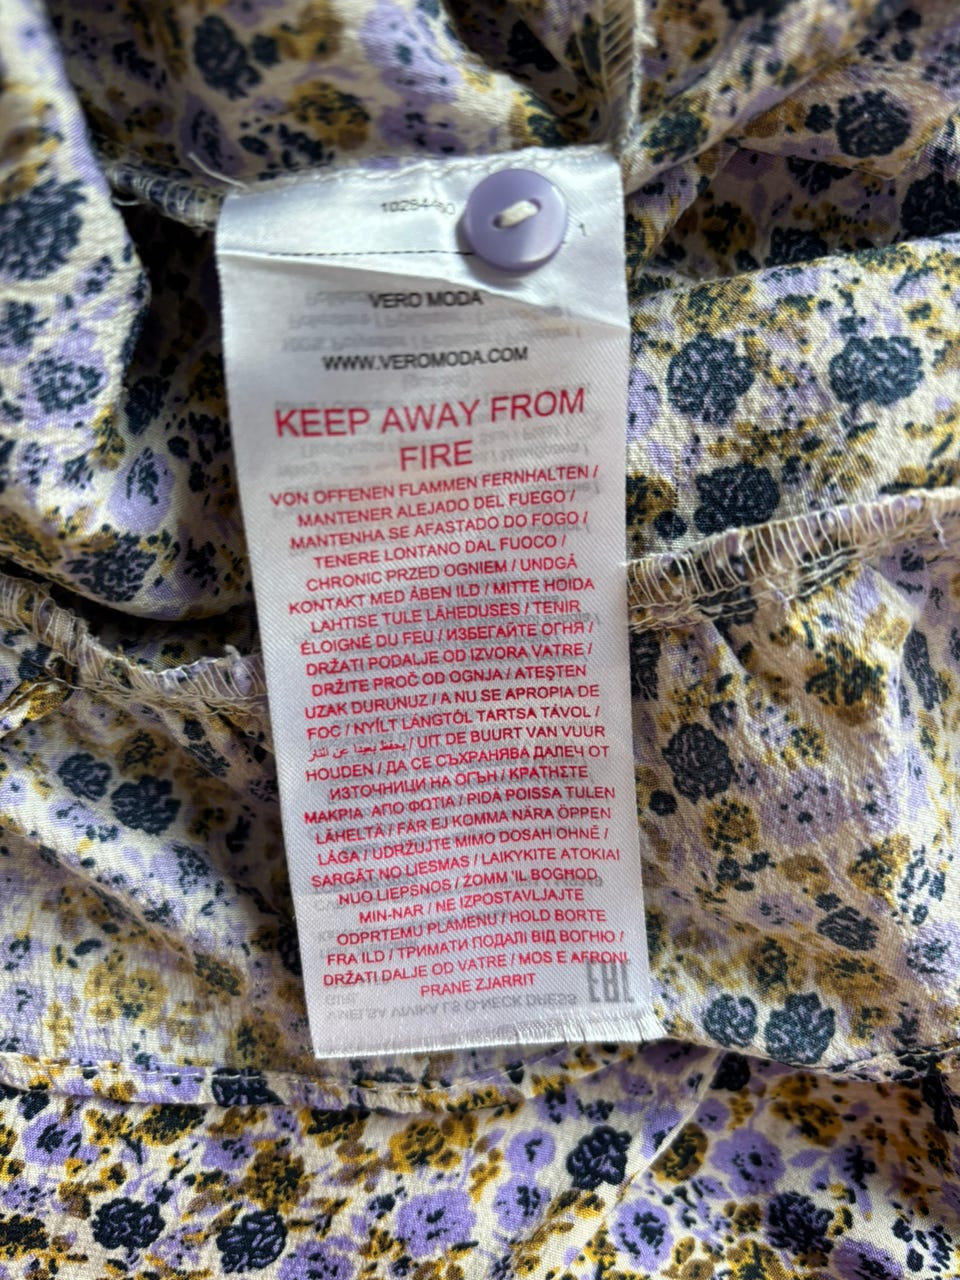 1
VERO MODA
WWW.VEROMODA.COM
KEEP AWAY FROM
FIRE
VON OFFENEN FLAMMEN FERNHALTEN /
MANTENER ALEJADO DEL FUEGO /
MANTENHA SE AFASTADO DO FOGO /
TENERE LONTANO DAL FUOCO /
CHRONIC PRZED OGNIEM / UNDGÅ
KONTAKT MED ÅBEN ILD / MITTE HOIDA
LAHTISE TULE LÄHEDUSES / TENIR
ÉLOIGNÉ DU FEU / ИЗБЕГАЙТЕ ОГНЯ /
DRŽATI PODALJE OD IZVORA VATRE /
DRŽITE PROČ OD OGNJA / ATEŞTEN
UZAK DURUNUZ / A NU SE APROPIA DE
FOC / NYÍLT LÁNGTÓL TARTSA TÁVOL /
يحفظ بعيدا عن النار / UIT DE BUURT VAN VUUR
HOUDEN / ДА СЕ СЪХРАНЯВА ДАЛЕЧ ОТ
ИЗТОЧНИЦИ НА ОГЪН / ΚΡΑΤΗΣΤΕ
ΜΑΚΡΙΑ ΑΠΟ ΦΩΤΙΑ / PIDÄ POISSA TULEN
LÄHELTÄ / FÅR EJ KOMMA NÄRA ÖPPEN
LÅGA / UDRŽUJTE MIMO DOSAH OHNĚ /
SARGĀT NO LIESMAS / LAIKYKITE ATOKIAI
NUO LIEPSNOS / ŻOMM 'IL BOGĦOD
MIN-NAR / NE IZPOSTAVLJAJTE
ODPRTEMU PLAMENU / HOLD BORTE
FRA ILD / ТРИМАТИ ПОДАЛІ ВІД ВОГНЮ /
DRŽATI DALJE OD VATRE / MOS E AFRONI
PRANE ZJARRIT